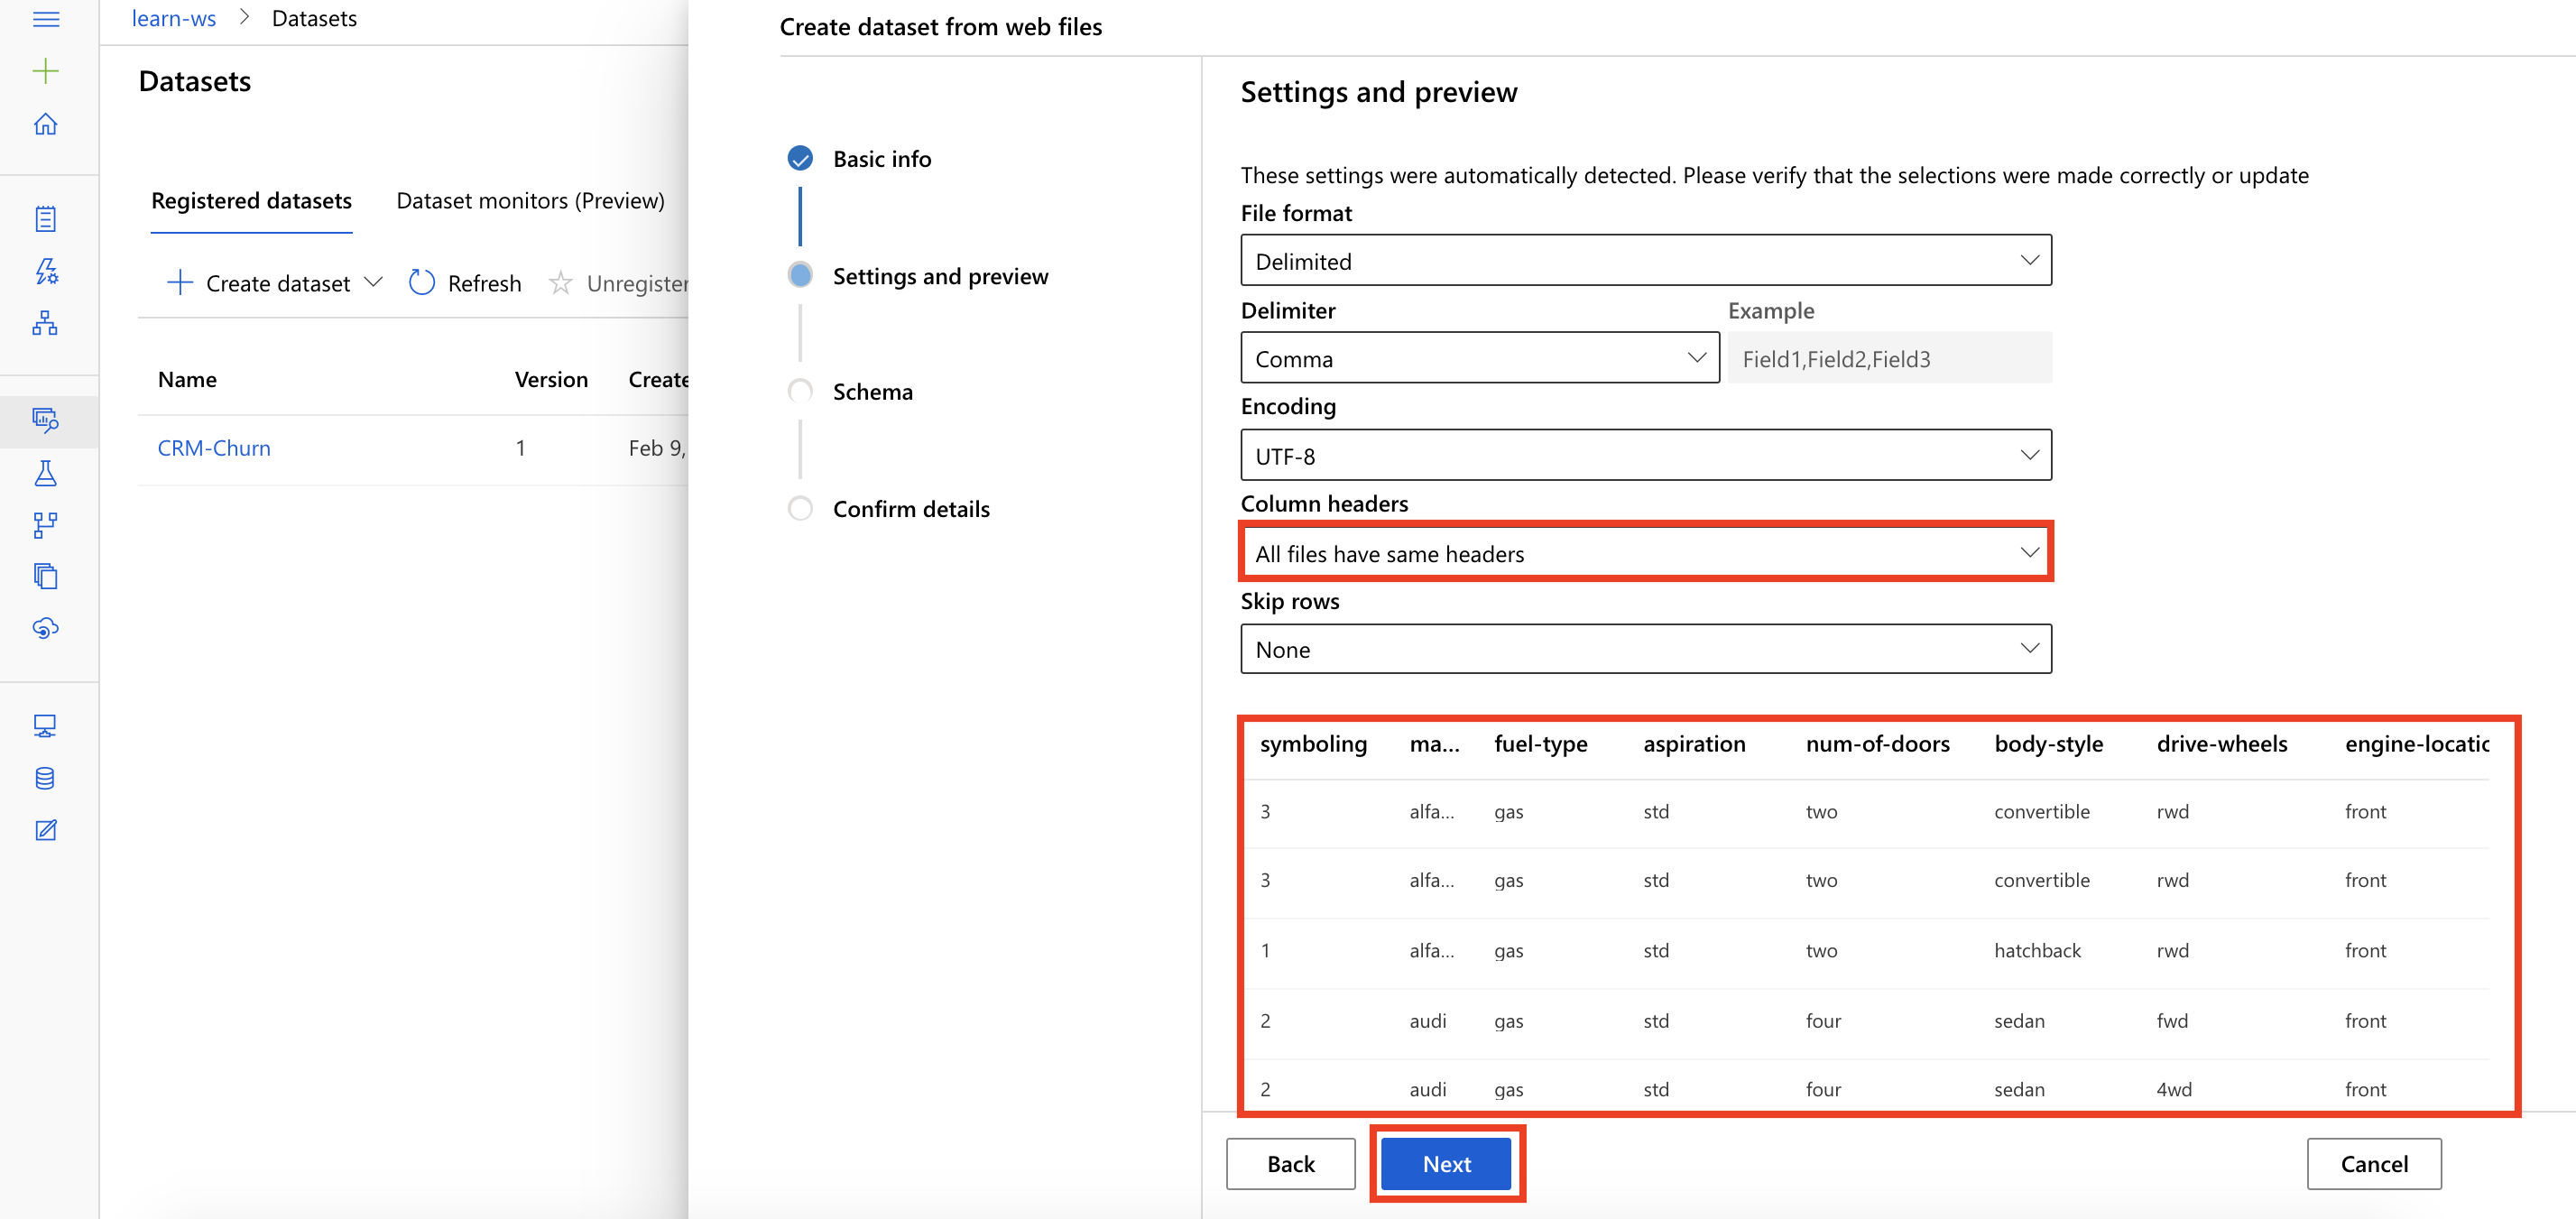 learn-ws > Datasets
Datasets
Registered datasets Dataset monitors (Preview)
Create dataset Refresh Unregister
Name Version Create
CRM-Churn 1 Feb 9,
Create dataset from web files
Basic info
Settings and preview
Schema
Confirm details
Settings and preview
These settings were automatically detected. Please verify that the selections were made correctly or update
File format
Delimited
Delimiter Example
Comma Field1,Field2,Field3
Encoding
UTF-8
Column headers
All files have same headers
Skip rows
None
symboling ma... fuel-type aspiration num-of-doors body-style drive-wheels engine-locatic
3 alfa... gas std two convertible rwd front
3 alfa... gas std two convertible rwd front
1 alfa... gas std two hatchback rwd front
2 audi gas std four sedan fwd front
2 audi gas std four sedan 4wd front
Back Next Cancel